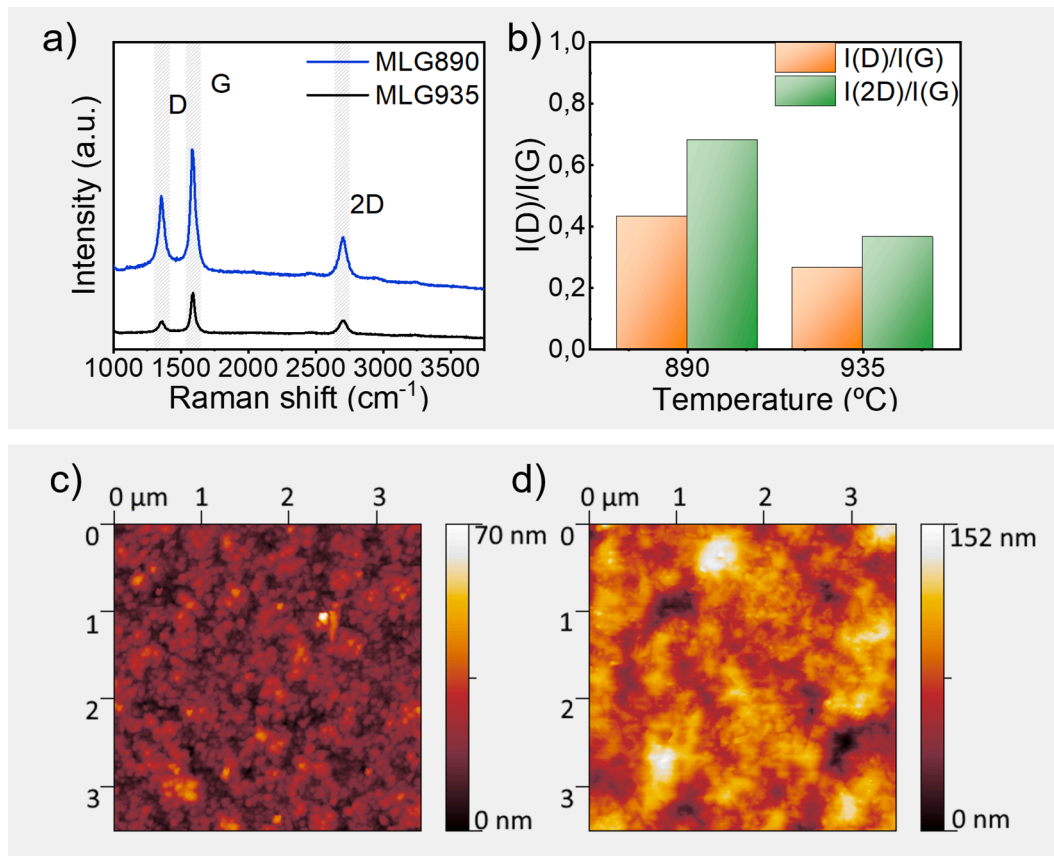 a)
MLG890
MLG935
D
G
2D
Intensity (a.u.)
1000 1500 2000 2500 3000 3500
Raman shift (cm⁻¹)
b)
I(D)/I(G)
I(2D)/I(G)
1,0
0,8
0,6
0,4
0,2
0,0
I(D)/I(G)
890 935
Temperature (ºC)
c)
0 µm 1 2 3
0
1
2
3
70 nm
0 nm
d)
0 µm 1 2 3
0
1
2
3
152 nm
0 nm